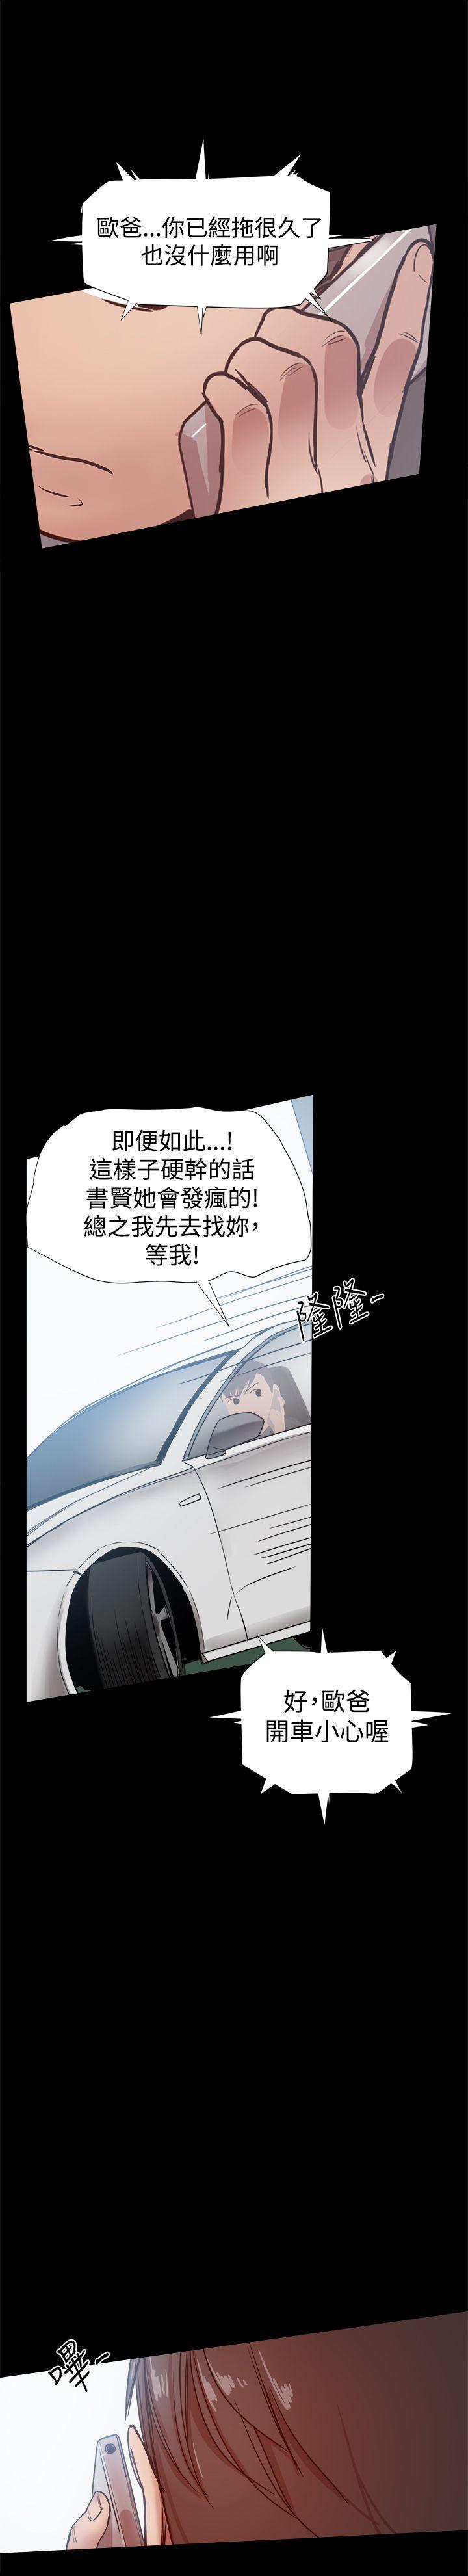 歐爸...你已經拖很久了
也沒什麼用啊
即便如此...!
這樣子硬幹的話
書賢她會發瘋的!
總之我先去找妳,
等我!
隆隆~
好,歐爸
開車小心喔
嗶~